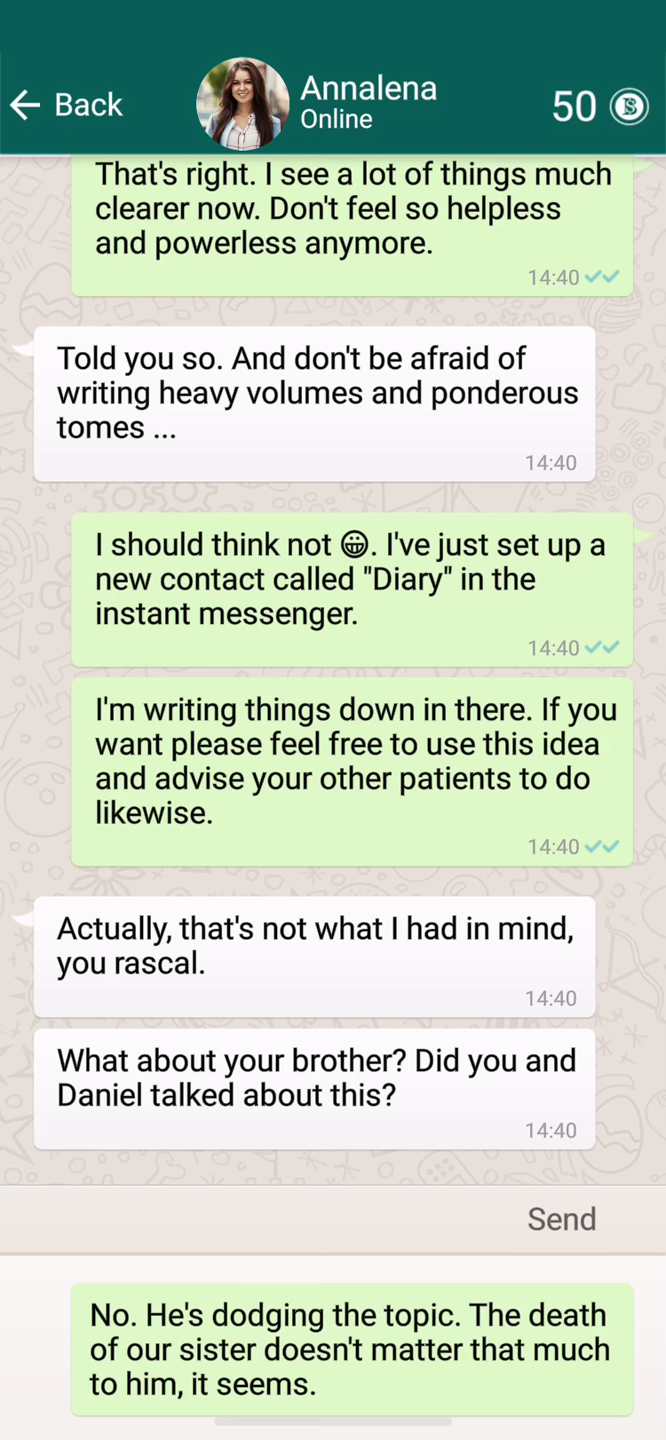 ← Back
Annalena
Online
50
That's right. I see a lot of things much
clearer now. Don't feel so helpless
and powerless anymore.
14:40
Told you so. And don't be afraid of
writing heavy volumes and ponderous
tomes ...
14:40
I should think not 😀. I've just set up a
new contact called "Diary" in the
instant messenger.
14:40
I'm writing things down in there. If you
want please feel free to use this idea
and advise your other patients to do
likewise.
14:40
Actually, that's not what I had in mind,
you rascal.
14:40
What about your brother? Did you and
Daniel talked about this?
14:40
Send
No. He's dodging the topic. The death
of our sister doesn't matter that much
to him, it seems.